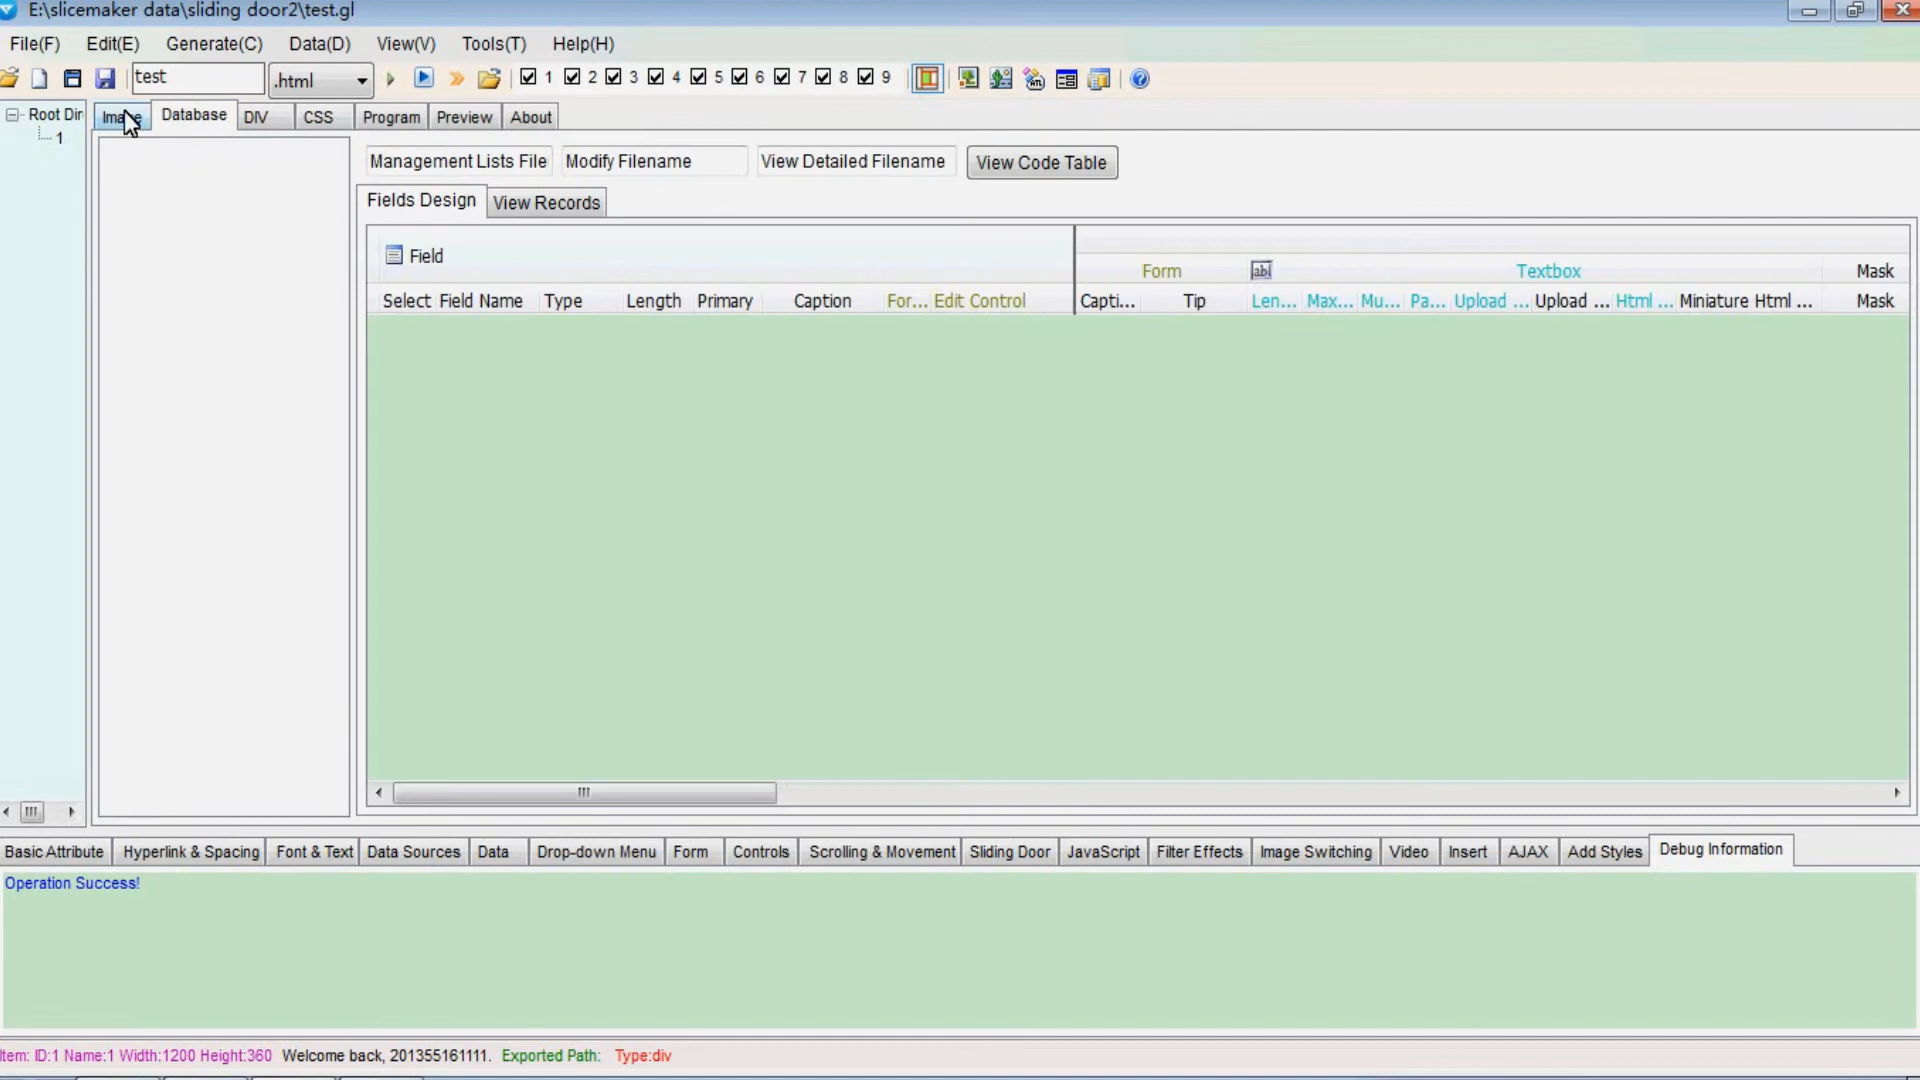 E:\slicemaker data\sliding door2\test.gl
File(F) Edit(E) Generate(C) Data(D) View(V) Tools(T) Help(H)
test .html 1 2 3 4 5 6 7 8 9
Root Dir Image Database DIV CSS Program Preview About
1
Management Lists File Modify Filename View Detailed Filename View Code Table
Fields Design View Records
Field
Form abl Textbox Mask
Select Field Name Type Length Primary Caption For... Edit Control Capti... Tip Len... Max... Mu... Pa... Upload ... Upload ... Html ... Miniature Html ... Mask
Basic Attribute Hyperlink & Spacing Font & Text Data Sources Data Drop-down Menu Form Controls Scrolling & Movement Sliding Door JavaScript Filter Effects Image Switching Video Insert AJAX Add Styles Debug Information
Operation Success!
Item: ID:1 Name:1 Width:1200 Height:360 Welcome back, 201355161111. Exported Path: Type:div